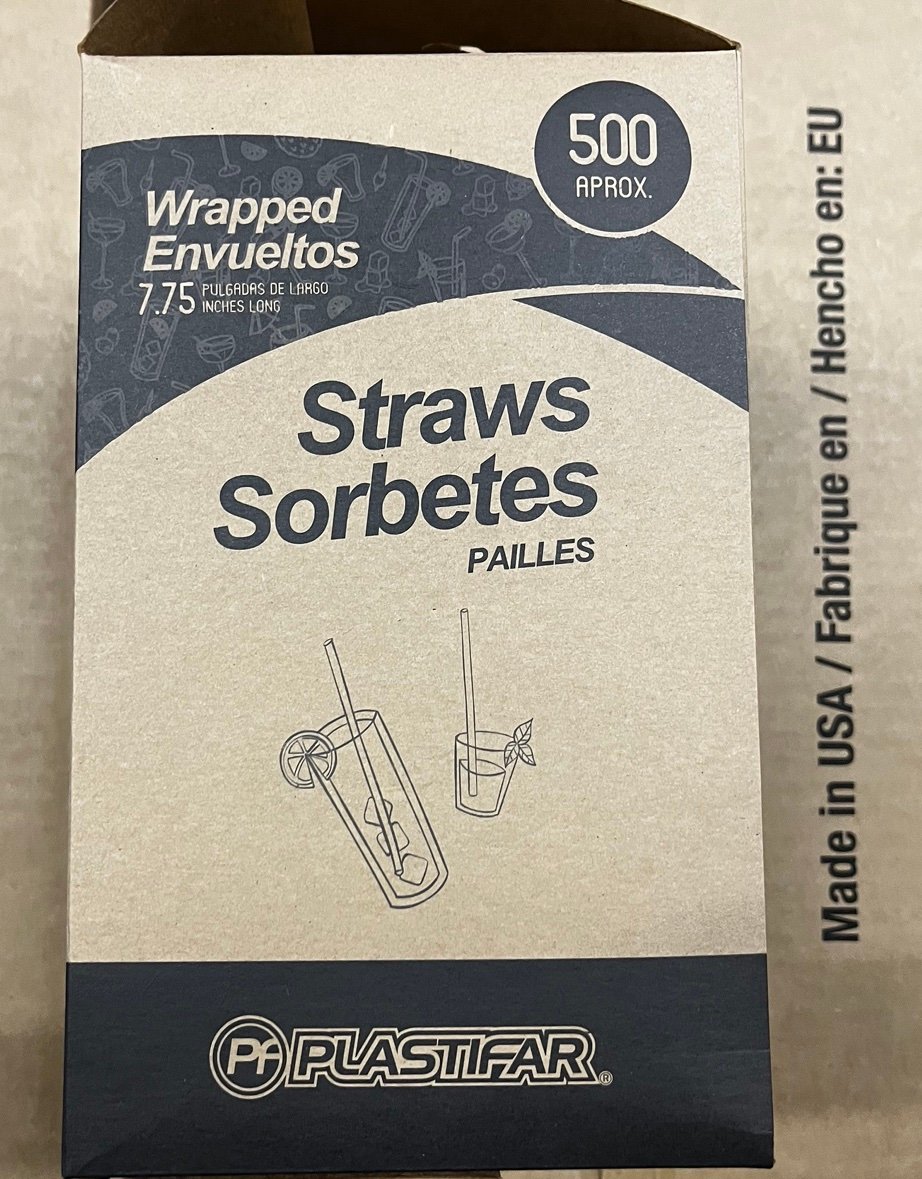 500
APROX.
Wrapped
Envueltos
7.75 PULGADAS DE LARGO
INCHES LONG
Straws
Sorbetes
PAILLES
Pf PLASTIFAR®
Made in USA / Fabrique en / Hencho en: EU